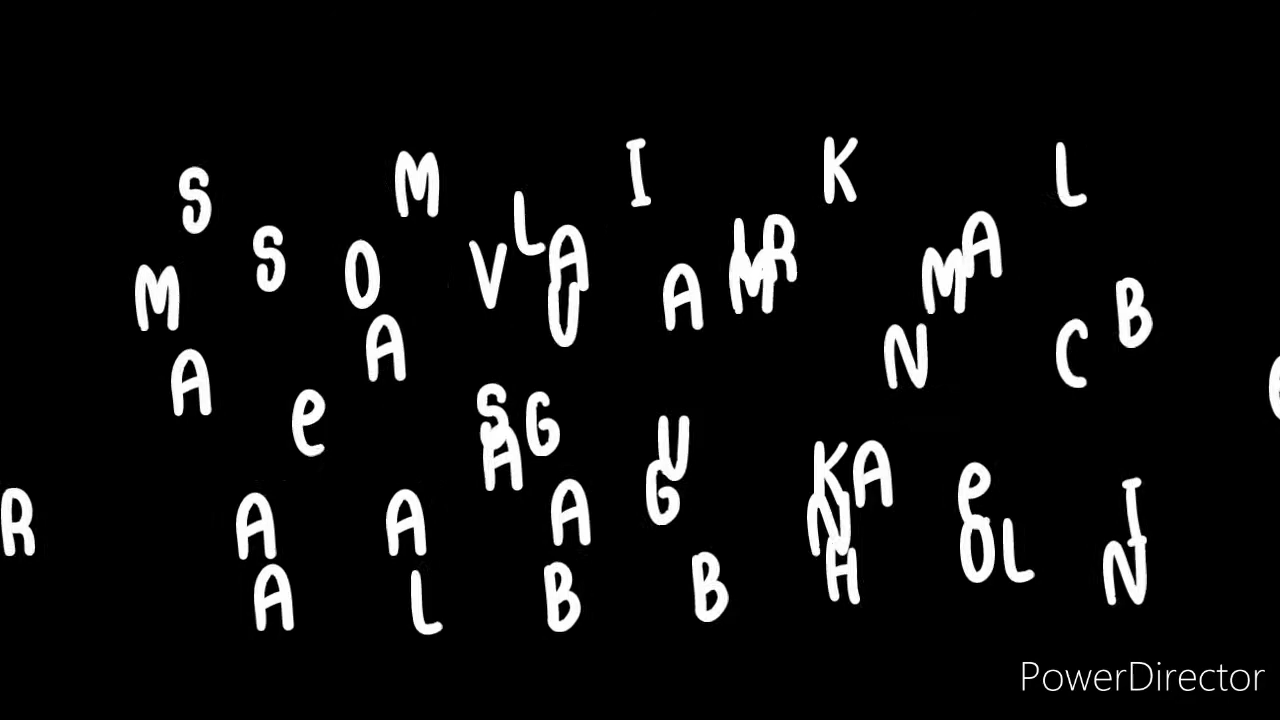 S M I K L
S L A I R A
M O V U A M M B
A A N C
e S G
A U K A e I
R A A A G N O L
A L B B H N
PowerDirector